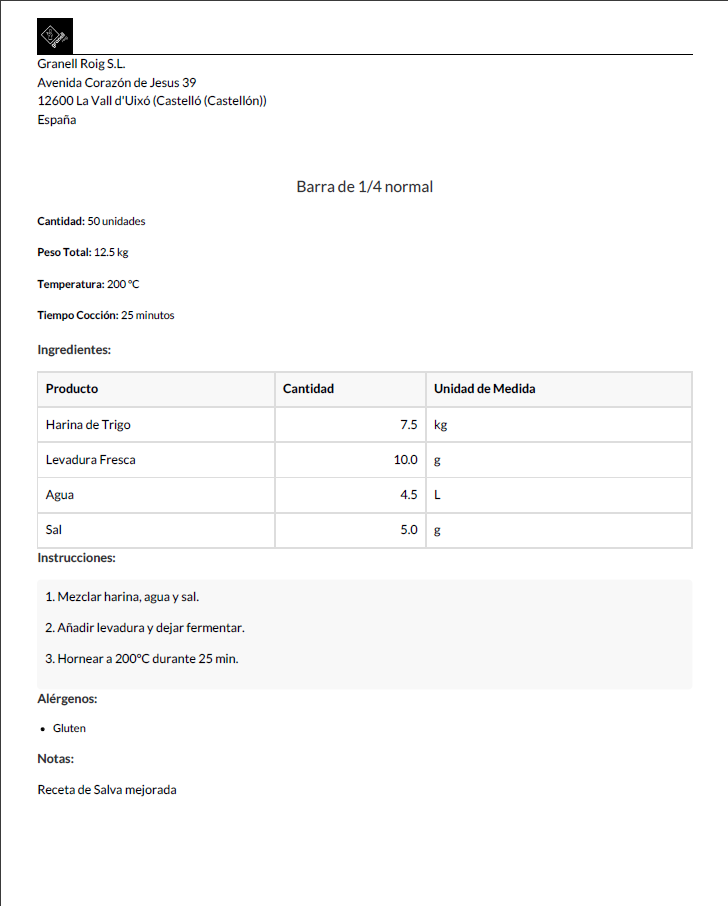 Granell Roig S.L.
Avenida Corazón de Jesus 39
12600 La Vall d'Uixó (Castelló (Castellón))
España
Barra de 1/4 normal
Cantidad: 50 unidades
Peso Total: 12.5 kg
Temperatura: 200 ºC
Tiempo Cocción: 25 minutos
Ingredientes:
Producto Cantidad Unidad de Medida
Harina de Trigo 7.5 kg
Levadura Fresca 10.0 g
Agua 4.5 L
Sal 5.0 g
Instrucciones:
1. Mezclar harina, agua y sal.
2. Añadir levadura y dejar fermentar.
3. Hornear a 200ºC durante 25 min.
Alérgenos:
• Gluten
Notas:
Receta de Salva mejorada